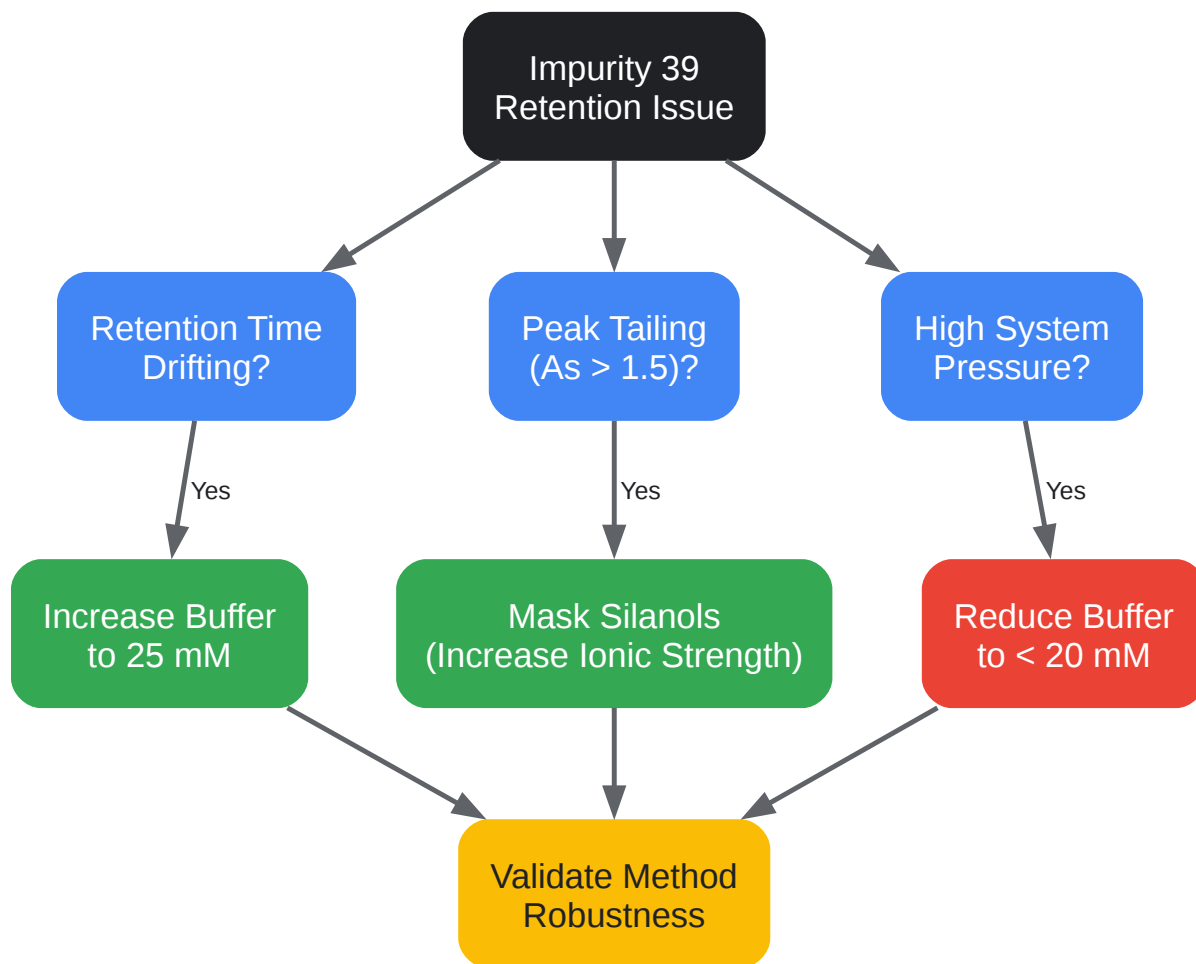 Impurity 39
Retention Issue
Retention Time
Drifting?
Peak Tailing
(As > 1.5)?
High System
Pressure?
Yes
Yes
Yes
Increase Buffer
to 25 mM
Mask Silanols
(Increase Ionic Strength)
Reduce Buffer
to < 20 mM
Validate Method
Robustness